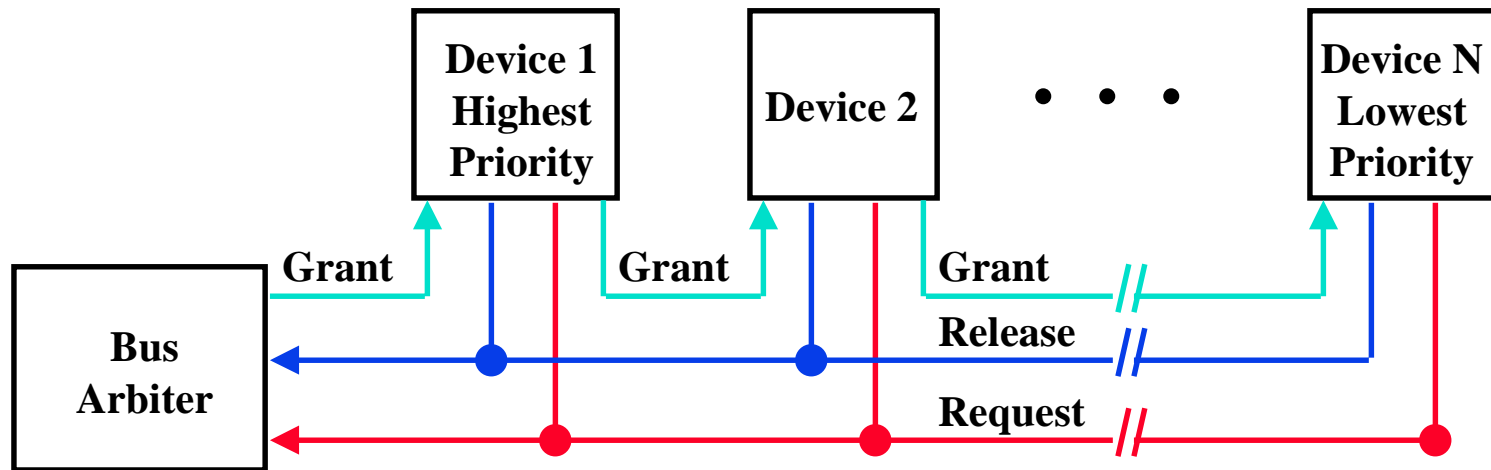 Device 1
Highest
Priority
Device 2
• • •
Device N
Lowest
Priority
Grant
Grant
Grant
Bus
Arbiter
Release
Request